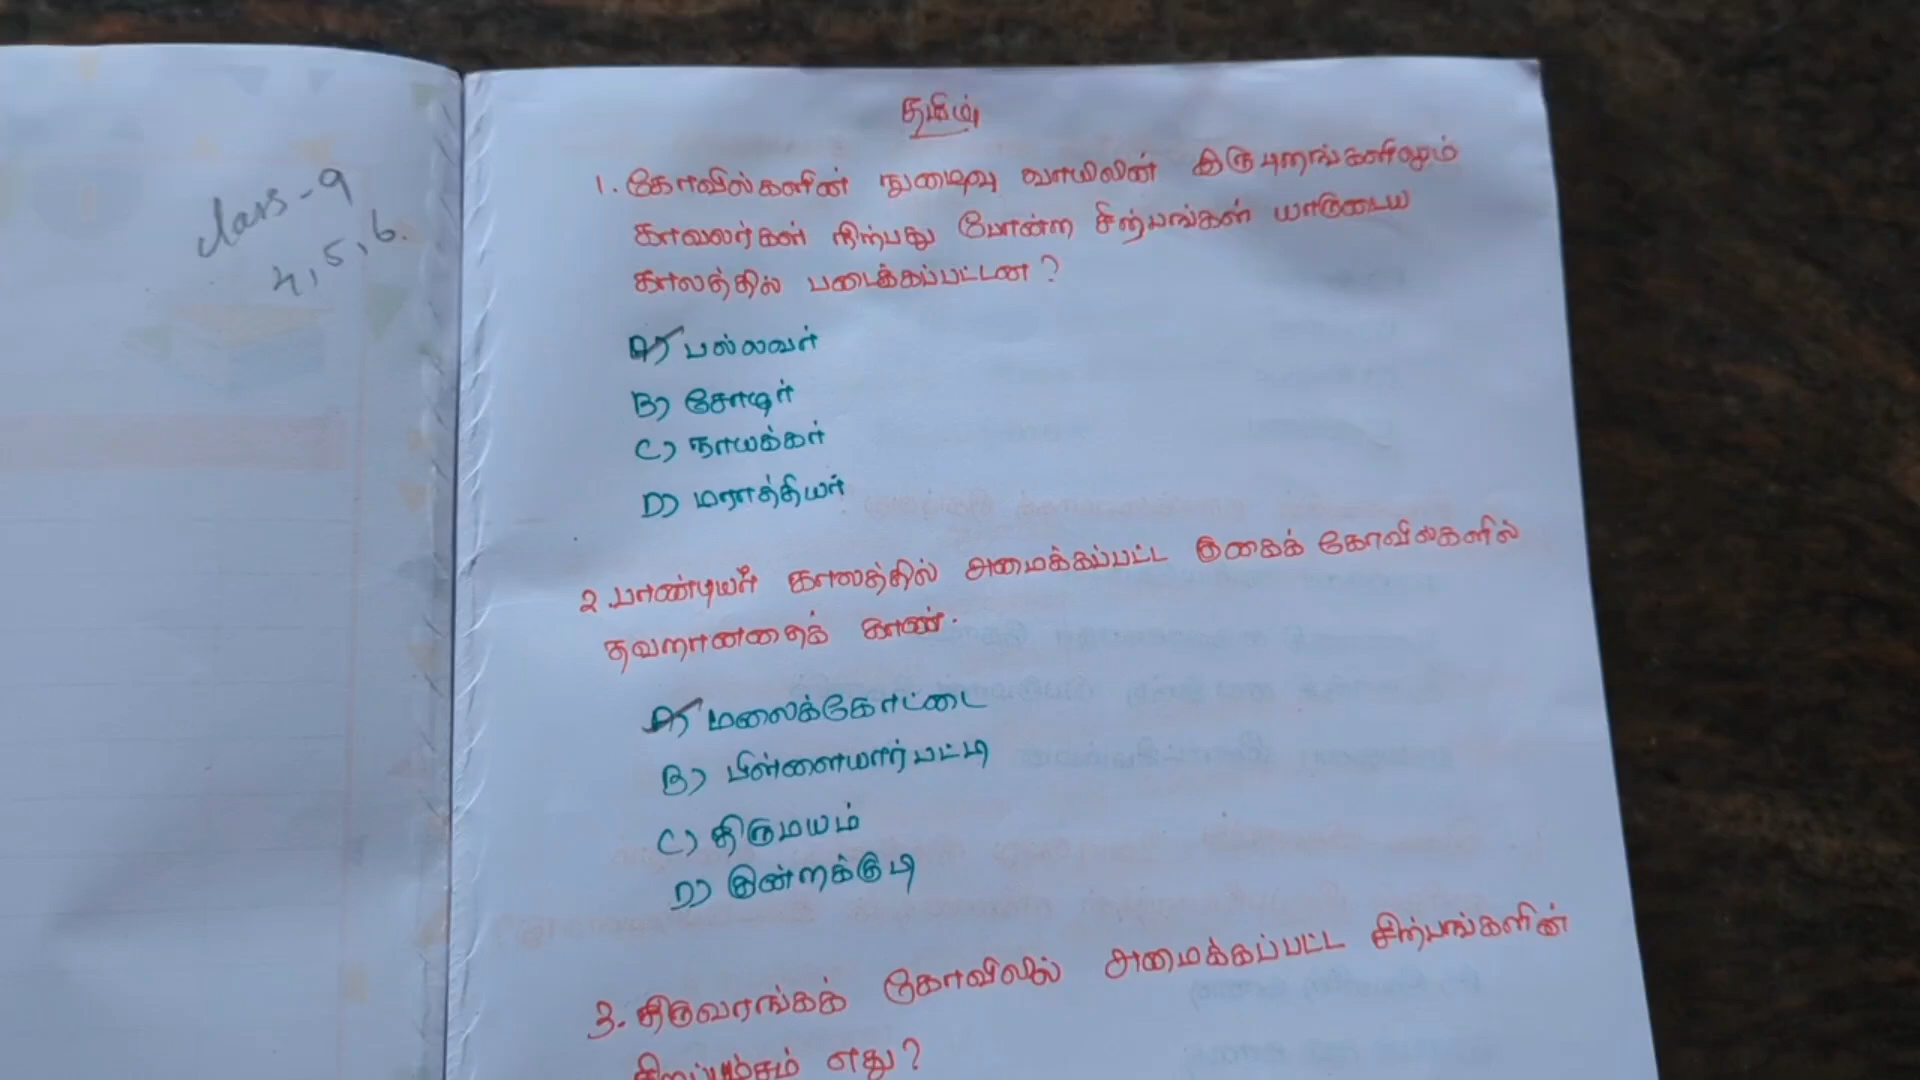 class-9
4, 5, 6.
தமிழ்
1. கோவில்களின் நுழைவு வாயிலின் இருபுறங்களிலும்
காவலர்கள் நிற்பது போன்ற சிற்பங்கள் யாருடைய
காலத்தில் படைக்கப்பட்டன?
A) பல்லவர்
B) சோழர்
C) நாயக்கர்
D) மராத்தியர்
2. பாண்டியர் காலத்தில் அமைக்கப்பட்ட குகைக் கோவில்களில்
தவறானதைக் காண்.
A) மலைக்கோட்டை
B) பிள்ளையார்பட்டி
C) திருமயம்
D) குன்றக்குடி
3. திருவரங்கக் கோவிலில் அமைக்கப்பட்ட சிற்பங்களின்
சிறப்பம்சம் எது?